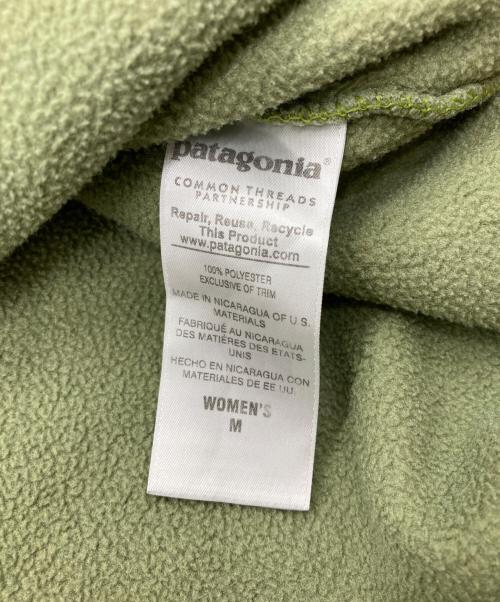 patagonia®
COMMON THREADS
PARTNERSHIP
Repair, Reuse, Recycle
This Product
www.patagonia.com
100% POLYESTER
EXCLUSIVE OF TRIM
MADE IN NICARAGUA OF U.S.
MATERIALS
FABRIQUÉ AU NICARAGUA
DES MATIÈRES DES ÉTATS-
UNIS
HECHO EN NICARAGUA CON
MATERIALES DE EE UU.
WOMEN'S
M